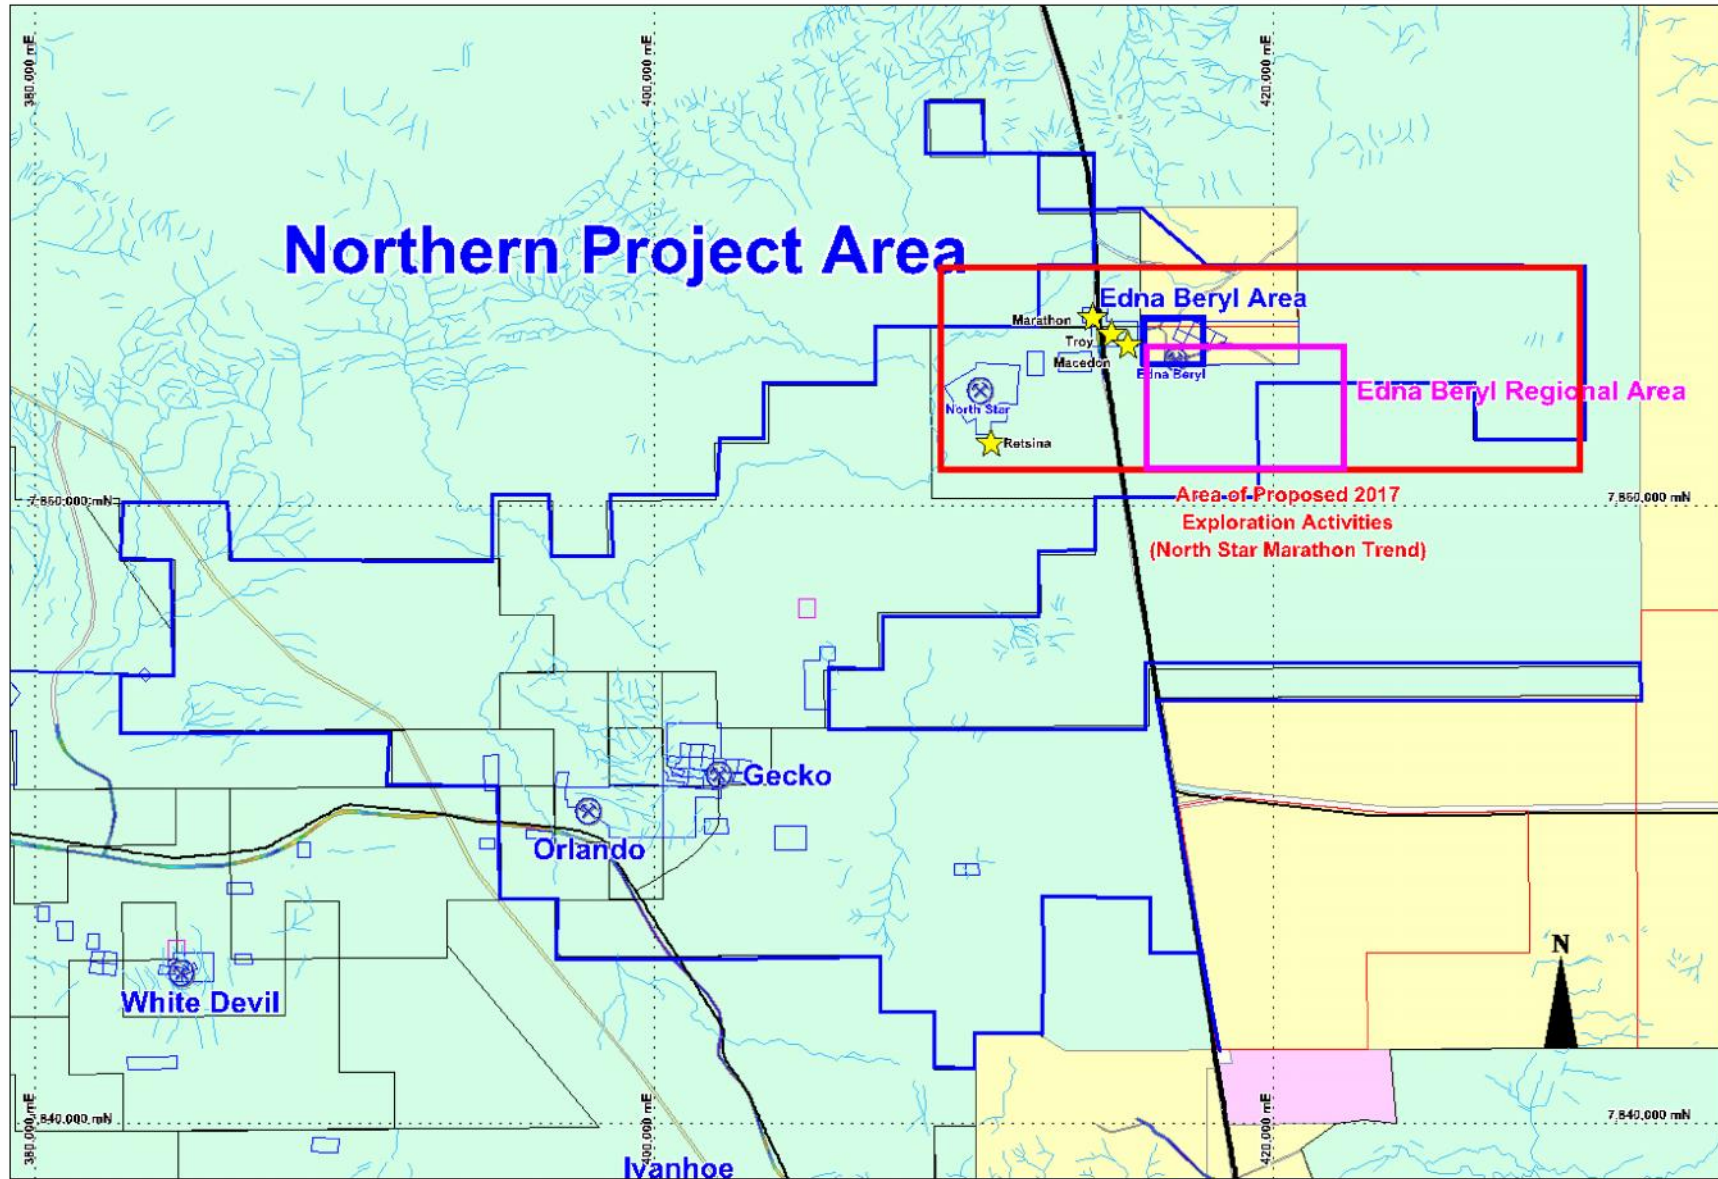 380,000 mE
400,000 mE
420,000 mE
Northern Project Area
Edna Beryl Area
Marathon
Troy
Macedon
Edna Beryl
Edna Beryl Regional Area
North Star
Retsina
7,860,000 mN
7,860,000 mN
Area of Proposed 2017
Exploration Activities
(North Star Marathon Trend)
Gecko
Orlando
White Devil
N
7,840,000 mN
7,840,000 mN
380,000 mE
400,000 mE
420,000 mE
Ivanhoe